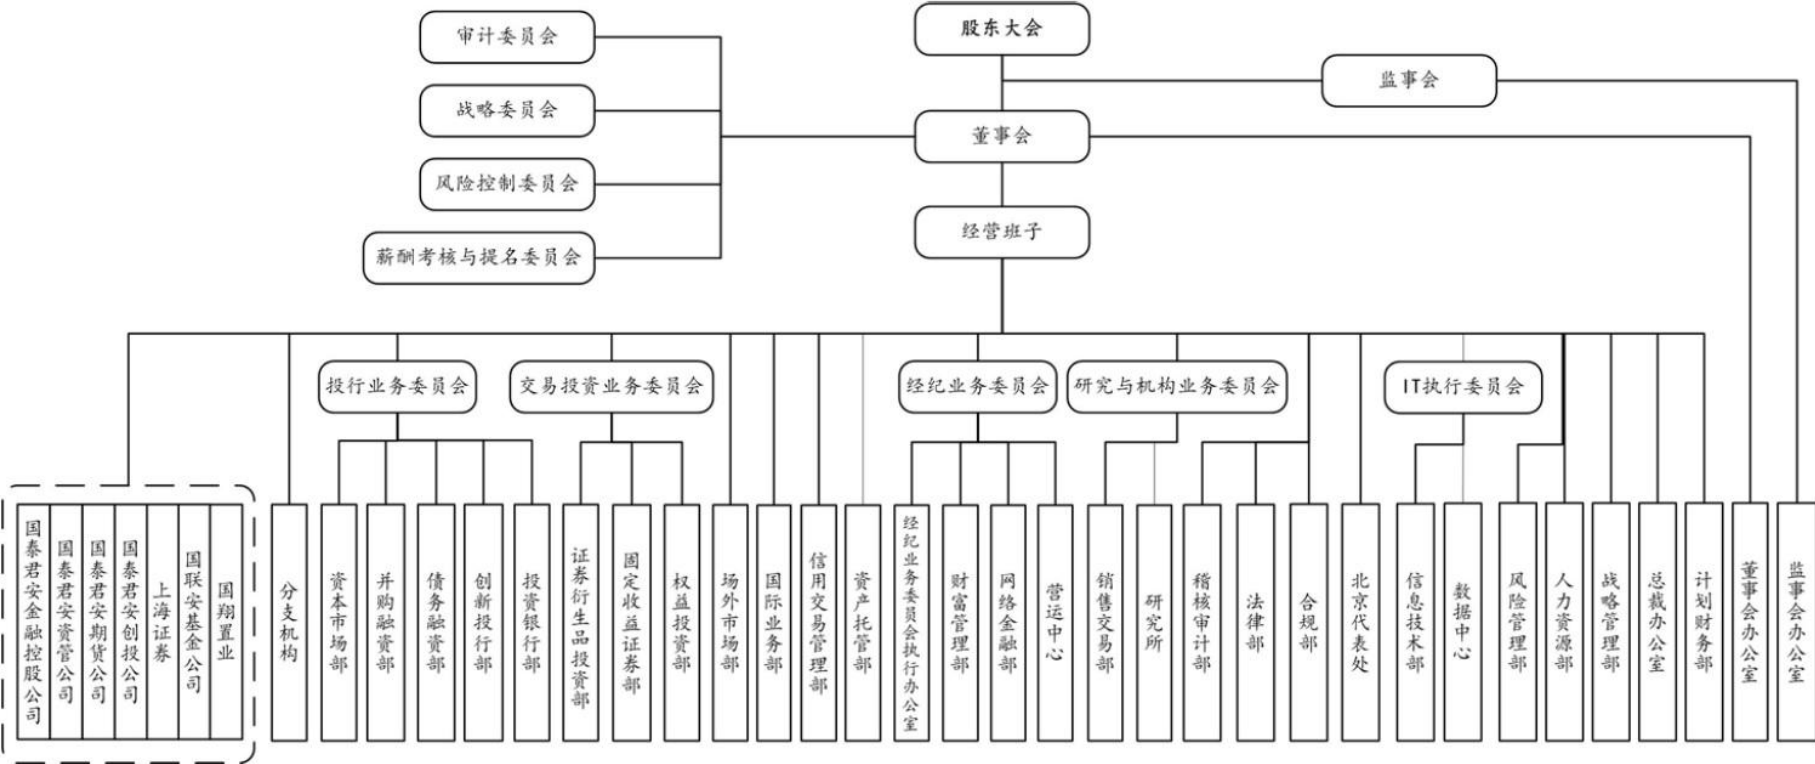 股东大会
审计委员会
监事会
战略委员会
董事会
风险控制委员会
经营班子
薪酬考核与提名委员会
投行业务委员会
交易投资业务委员会
经纪业务委员会
研究与机构业务委员会
IT执行委员会
国泰君安金融控股公司
国泰君安资管公司
国泰君安期货公司
国泰君安创投公司
上海证券
国联安基金公司
国翔置业
分支机构
资本市场部
并购融资部
债务融资部
创新投行部
投资银行部
证券衍生品投资部
固定收益证券部
权益投资部
场外市场部
国际业务部
信用交易管理部
资产托管部
经纪业务委员会执行办公室
财富管理部
网络金融部
营运中心
销售交易部
研究所
稽核审计部
法律部
合规部
北京代表处
信息技术部
数据中心
风险管理部
人力资源部
战略管理部
总裁办公室
计划财务部
董事会办公室
监事会办公室